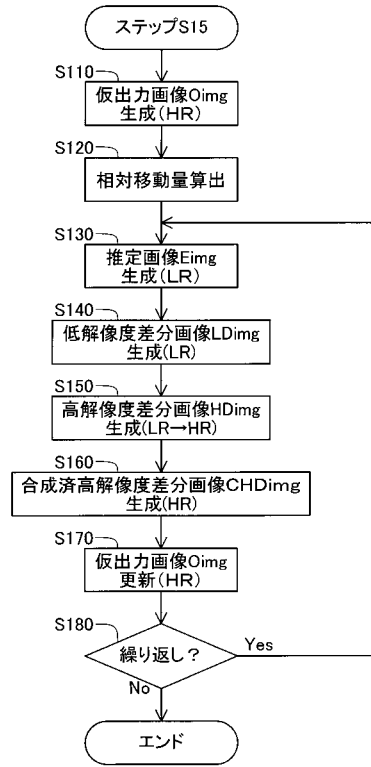 ステップS15
S110
仮出力画像Oimg
生成(HR)
S120
相対移動量算出
S130
推定画像Eimg
生成(LR)
S140
低解像度差分画像LDimg
生成(LR)
S150
高解像度差分画像HDimg
生成(LR→HR)
S160
合成済高解像度差分画像CHDimg
生成(HR)
S170
仮出力画像Oimg
更新(HR)
S180
繰り返し？
Yes
No
エンド